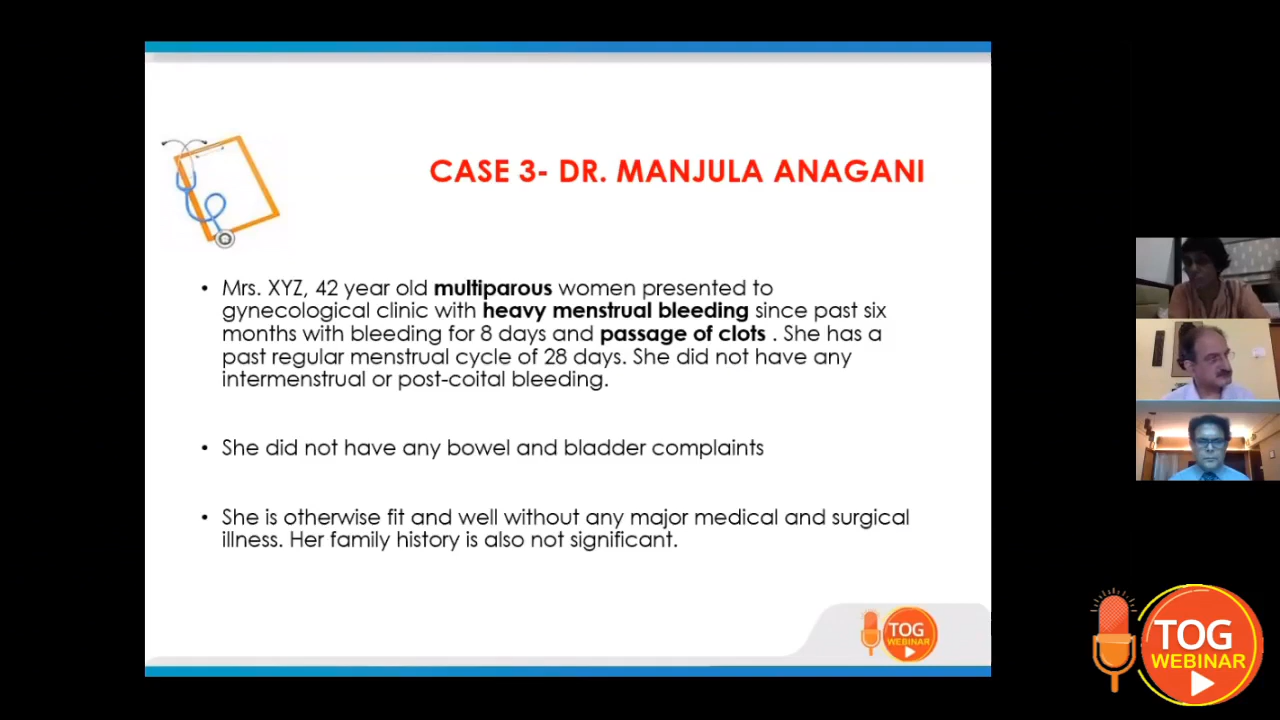 CASE 3- DR. MANJULA ANAGANI
• Mrs. XYZ, 42 year old multiparous women presented to
gynecological clinic with heavy menstrual bleeding since past six
months with bleeding for 8 days and passage of clots . She has a
past regular menstrual cycle of 28 days. She did not have any
intermenstrual or post-coital bleeding.
• She did not have any bowel and bladder complaints
• She is otherwise fit and well without any major medical and surgical
illness. Her family history is also not significant.
TOG
WEBINAR
TOG
WEBINAR